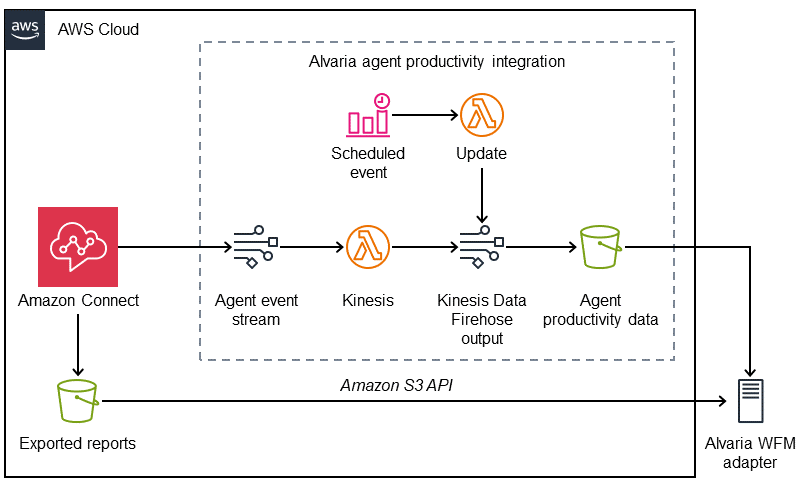 aws
AWS Cloud
Alvaria agent productivity integration
Scheduled
event
Update
Amazon Connect
Agent event
stream
Kinesis
Kinesis Data
Firehose
output
Agent
productivity data
Amazon S3 API
Exported reports
Alvaria WFM
adapter